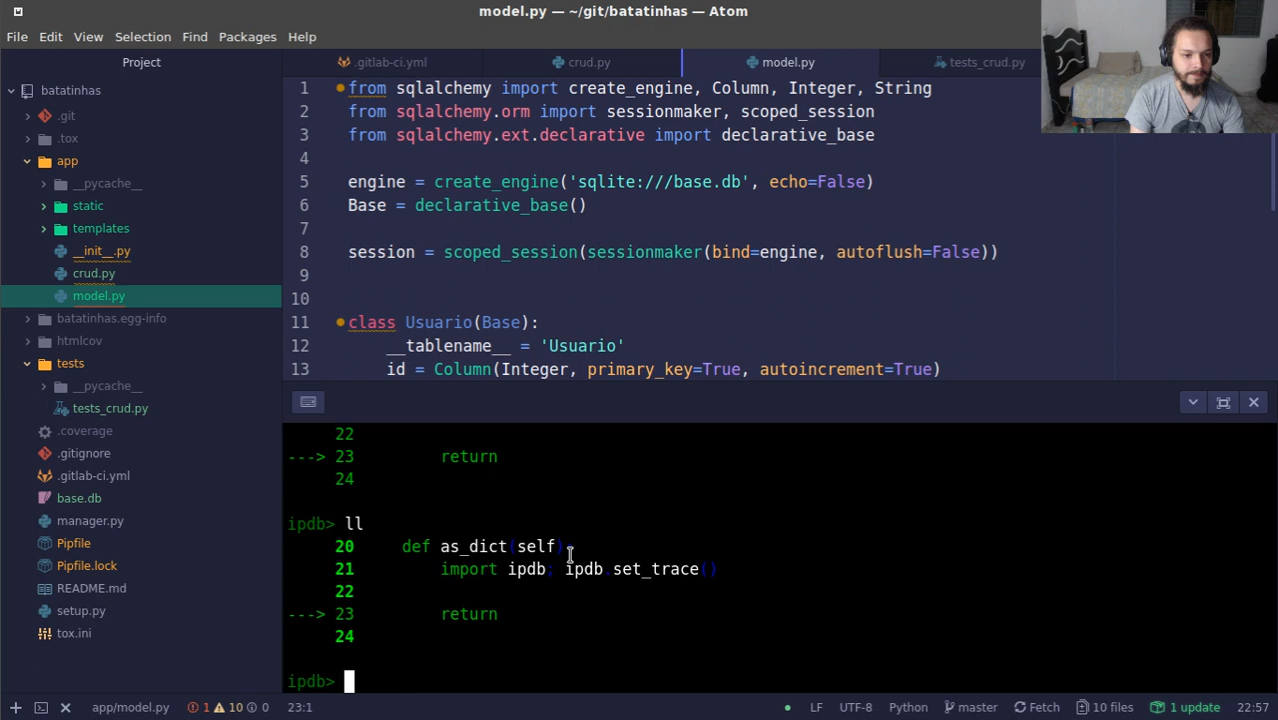 model.py — ~/git/batatinhas — Atom
File Edit View Selection Find Packages Help
Project
.gitlab-ci.yml crud.py model.py tests_crud.py
batatinhas
.git
.tox
app
__pycache__
static
templates
__init__.py
crud.py
model.py
batatinhas.egg-info
htmlcov
tests
__pycache__
tests_crud.py
.coverage
.gitignore
.gitlab-ci.yml
base.db
manager.py
Pipfile
Pipfile.lock
README.md
setup.py
tox.ini
1 from sqlalchemy import create_engine, Column, Integer, String
2 from sqlalchemy.orm import sessionmaker, scoped_session
3 from sqlalchemy.ext.declarative import declarative_base
4
5 engine = create_engine('sqlite:///base.db', echo=False)
6 Base = declarative_base()
7
8 session = scoped_session(sessionmaker(bind=engine, autoflush=False))
9
10
11 class Usuario(Base):
12 __tablename__ = 'Usuario'
13 id = Column(Integer, primary_key=True, autoincrement=True)
22
---> 23 return
24
ipdb> ll
20 def as_dict(self):
21 import ipdb; ipdb.set_trace()
22
---> 23 return
24
ipdb>
app/model.py 1 10 0 23:1 LF UTF-8 Python master Fetch 10 files 1 update 22:57